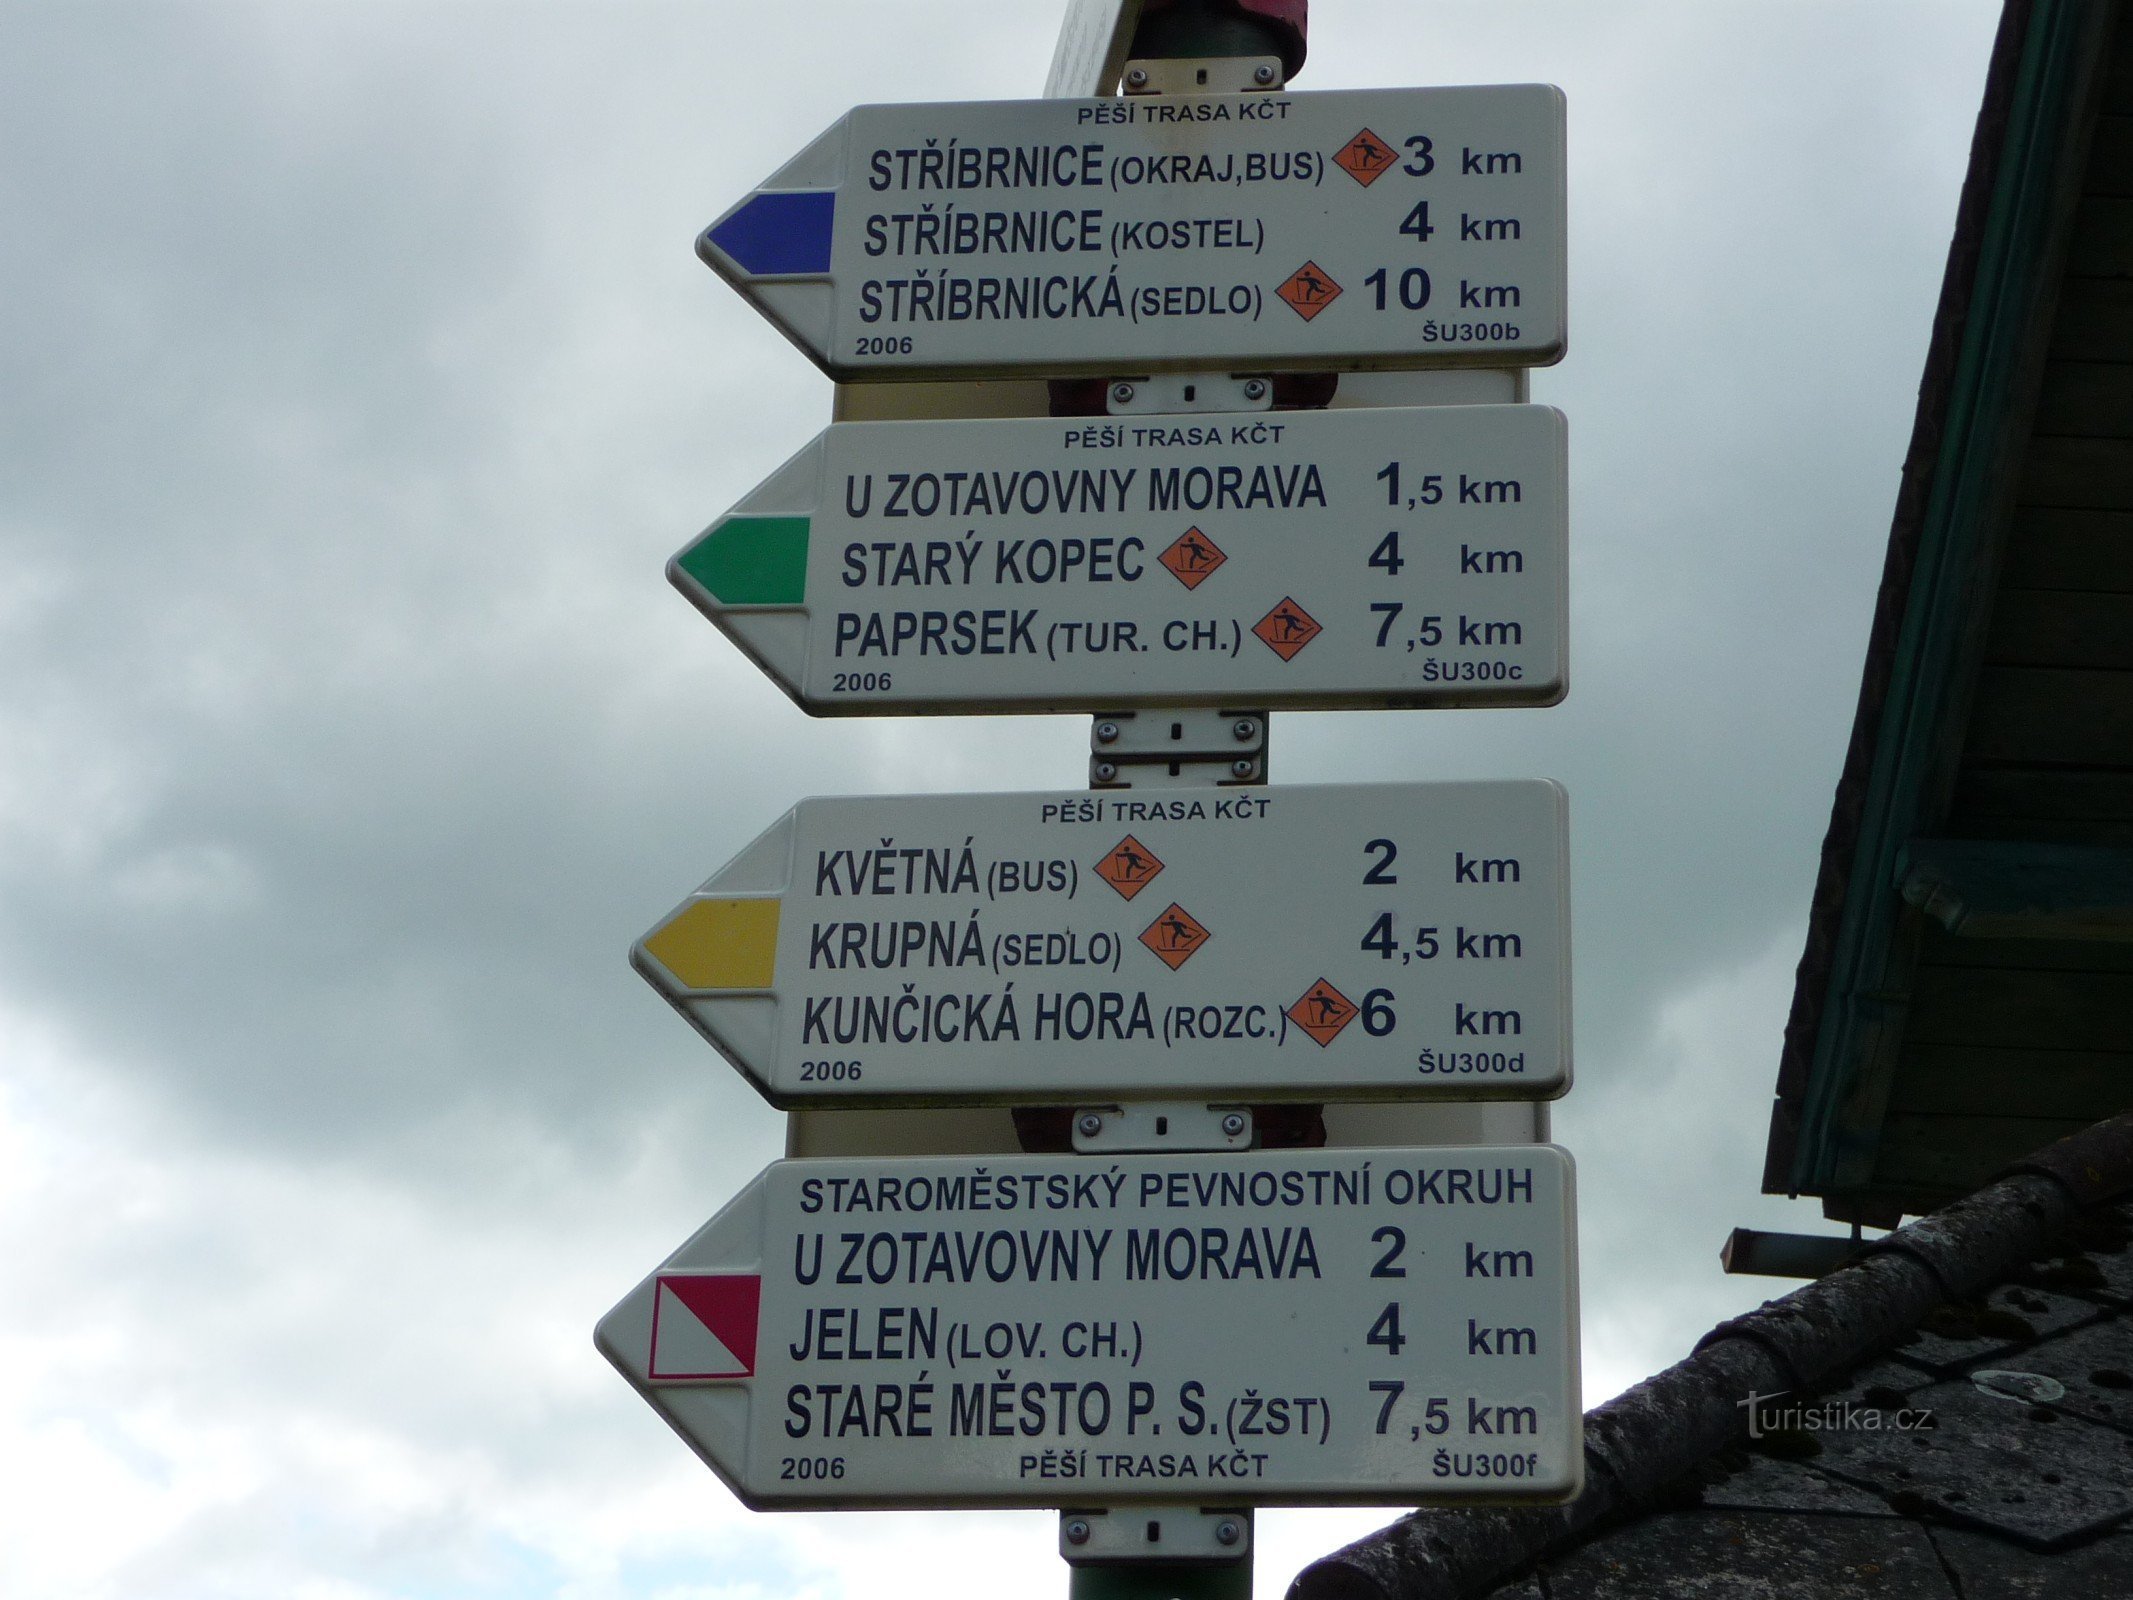 PĚŠÍ TRASA KČT
STŘÍBRNICE (OKRAJ,BUS) 3 km
STŘÍBRNICE (KOSTEL) 4 km
STŘÍBRNICKÁ (SEDLO) 10 km
2006 ŠU300b
PĚŠÍ TRASA KČT
U ZOTAVOVNY MORAVA 1,5 km
STARÝ KOPEC 4 km
PAPRSEK (TUR. CH.) 7,5 km
2006 ŠU300c
PĚŠÍ TRASA KČT
KVĚTNÁ (BUS) 2 km
KRUPNÁ (SEDLO) 4,5 km
KUNČICKÁ HORA (ROZC.) 6 km
2006 ŠU300d
STAROMĚSTSKÝ PEVNOSTNÍ OKRUH
U ZOTAVOVNY MORAVA 2 km
JELEN (LOV. CH.) 4 km
STARÉ MĚSTO P. S. (ŽST) 7,5 km
2006 PĚŠÍ TRASA KČT ŠU300f
Turistika.cz